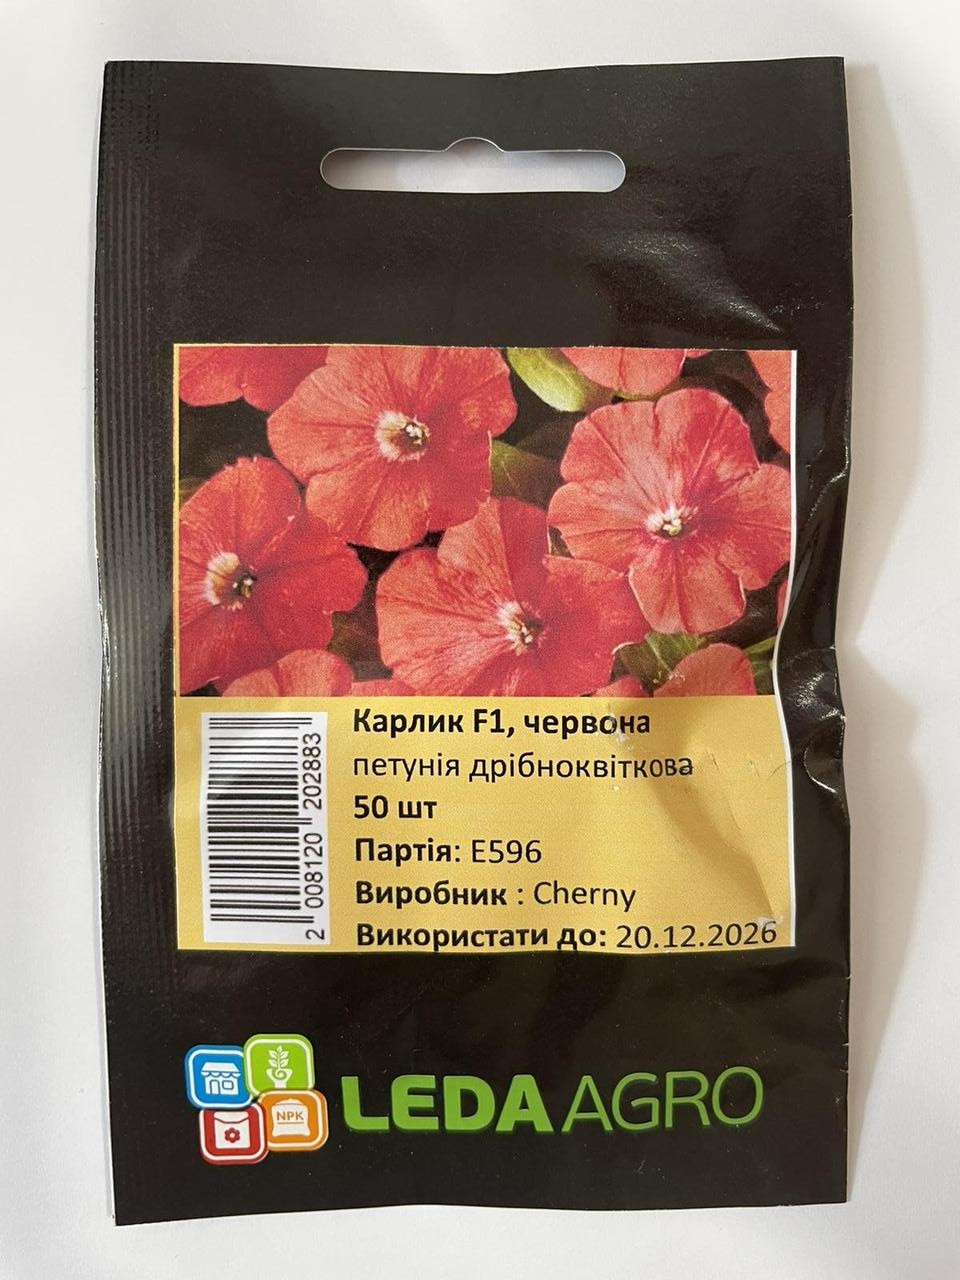 Карлик F1, червона
петунія дрібноквіткова
50 шт
Партія: E596
Виробник : Cherny
Використати до: 20.12.2026
2 008120 202883
NPK
LEDA AGRO